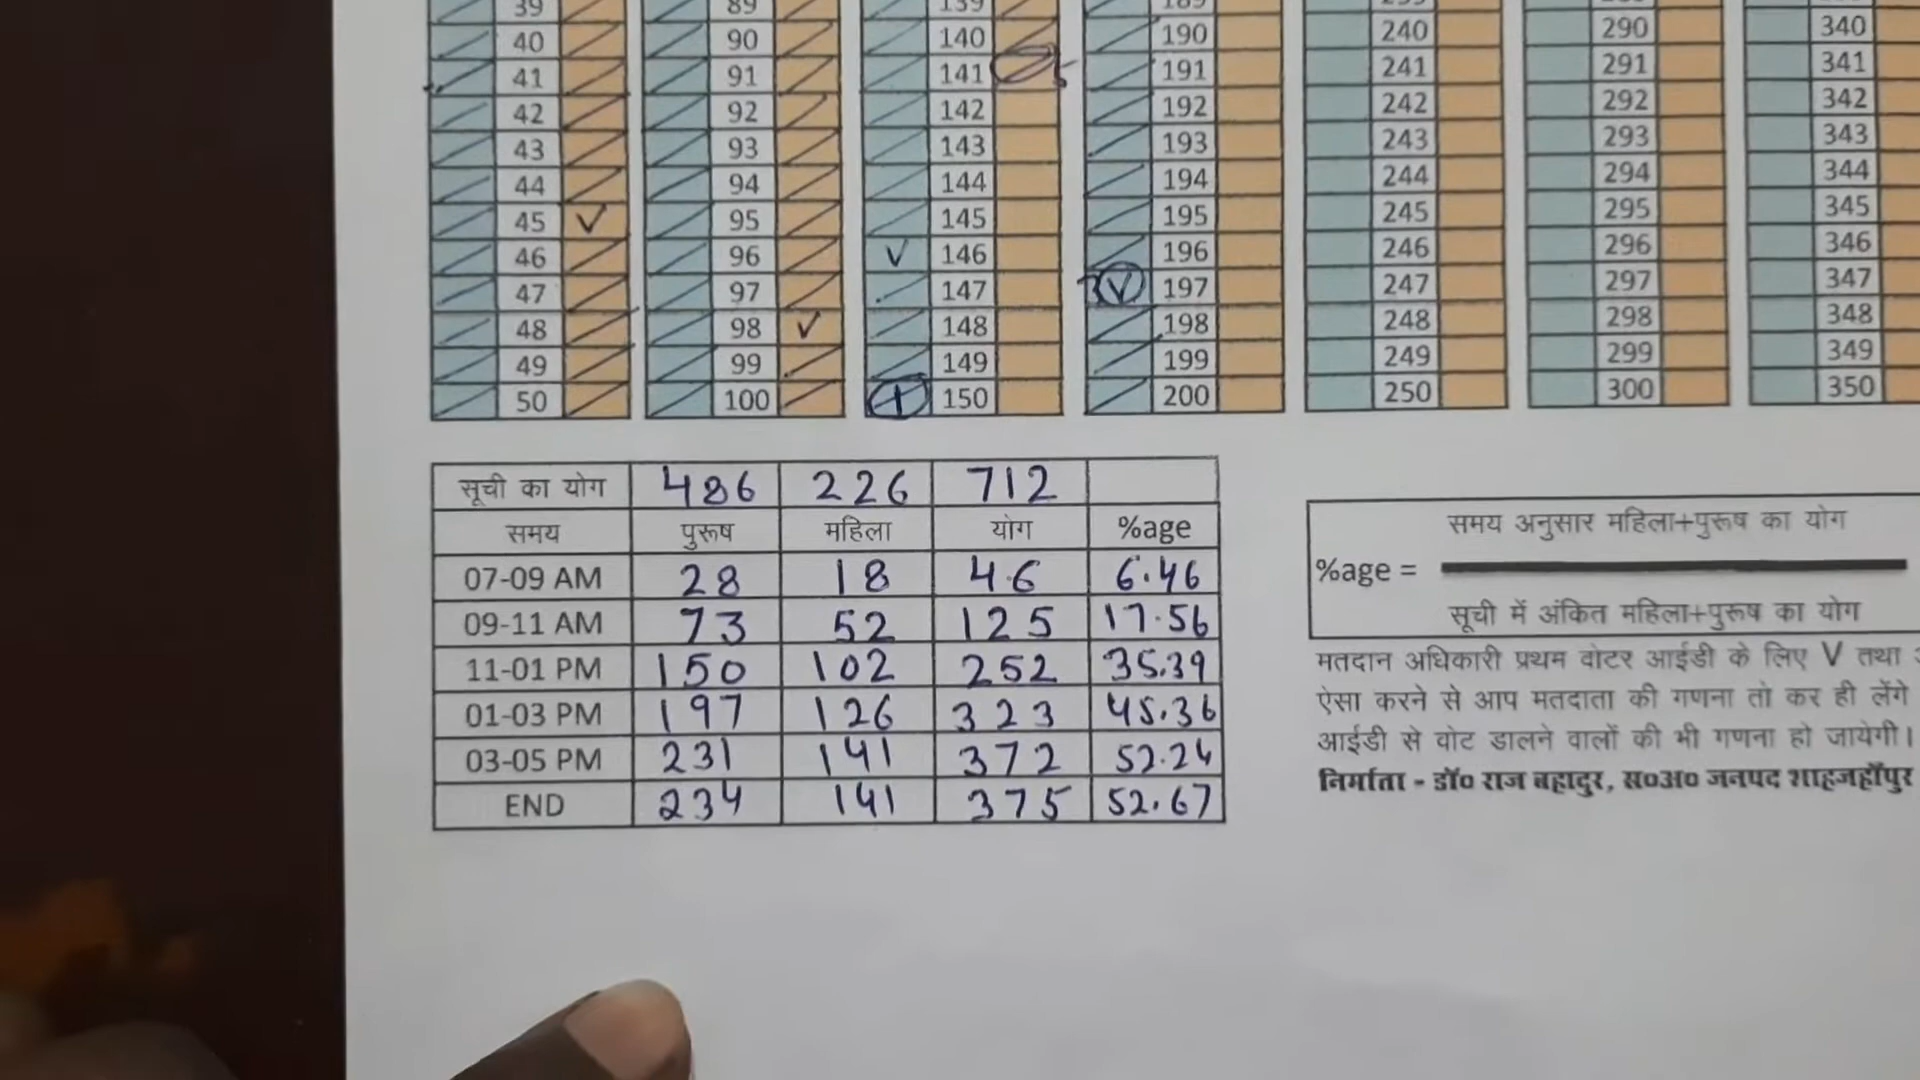 39 89 139 189
40 90 140 190 240 290 340
41 91 141 191 241 291 341
42 92 142 192 242 292 342
43 93 143 193 243 293 343
44 94 144 194 244 294 344
45 V 95 145 195 245 295 345
46 96 V 146 196 246 296 346
47 97 147 V 197 247 297 347
48 98 V 148 198 248 298 348
49 99 149 199 249 299 349
50 100 150 200 250 300 350
सूची का योग 486 226 712
समय पुरूष महिला योग %age
07-09 AM 28 18 46 6.46
09-11 AM 73 52 125 17.56
11-01 PM 150 102 252 35.39
01-03 PM 197 126 323 45.36
03-05 PM 231 141 372 52.24
END 234 141 375 52.67
समय अनुसार महिला+पुरूष का योग
%age =
सूची में अंकित महिला+पुरूष का योग
मतदान अधिकारी प्रथम वोटर आईडी के लिए V तथा
ऐसा करने से आप मतदाता की गणना तो कर ही लेंगे
आईडी से वोट डालने वालों की भी गणना हो जायेगी।
निर्माता - डॉ० राज बहादुर, स०अ० जनपद शाहजहाँपुर